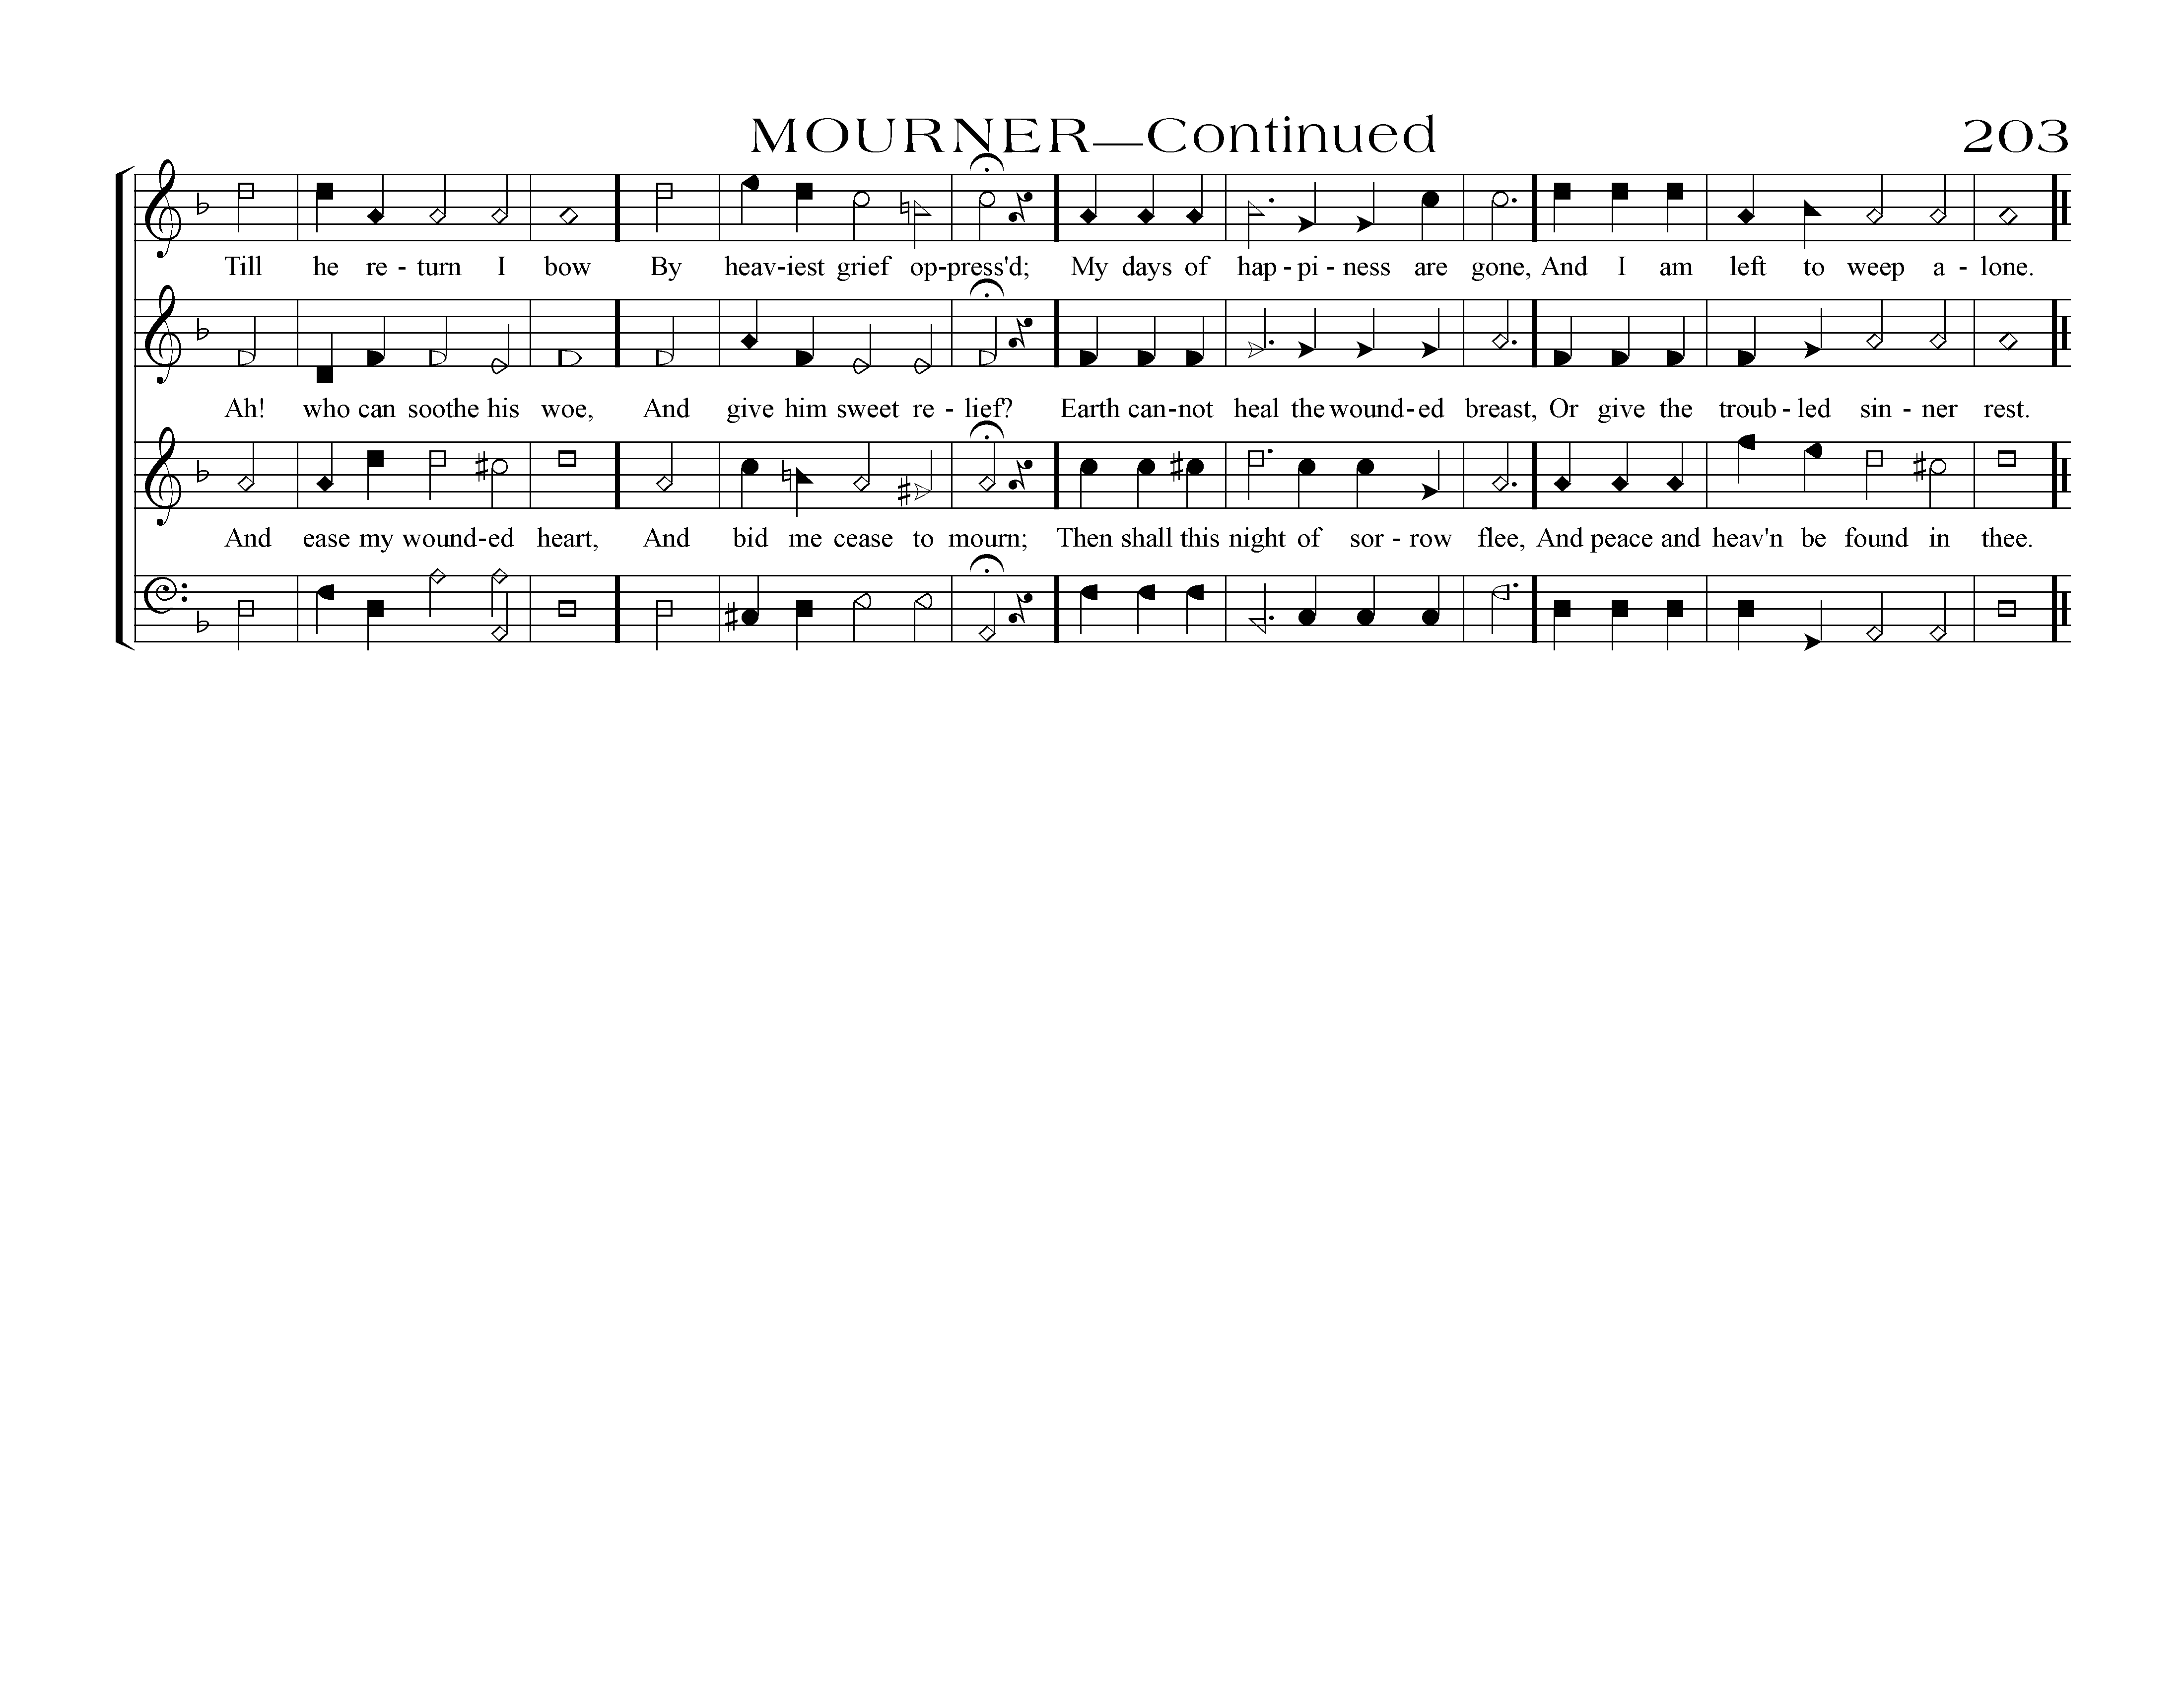 MOURNER—Continued 203
Till he re - turn I bow By heav-iest grief op-press'd; My days of hap - pi - ness are gone, And I am left to weep a - lone.
Ah! who can soothe his woe, And give him sweet re - lief? Earth can-not heal the wound-ed breast, Or give the troub - led sin - ner rest.
And ease my wound-ed heart, And bid me cease to mourn; Then shall this night of sor - row flee, And peace and heav'n be found in thee.